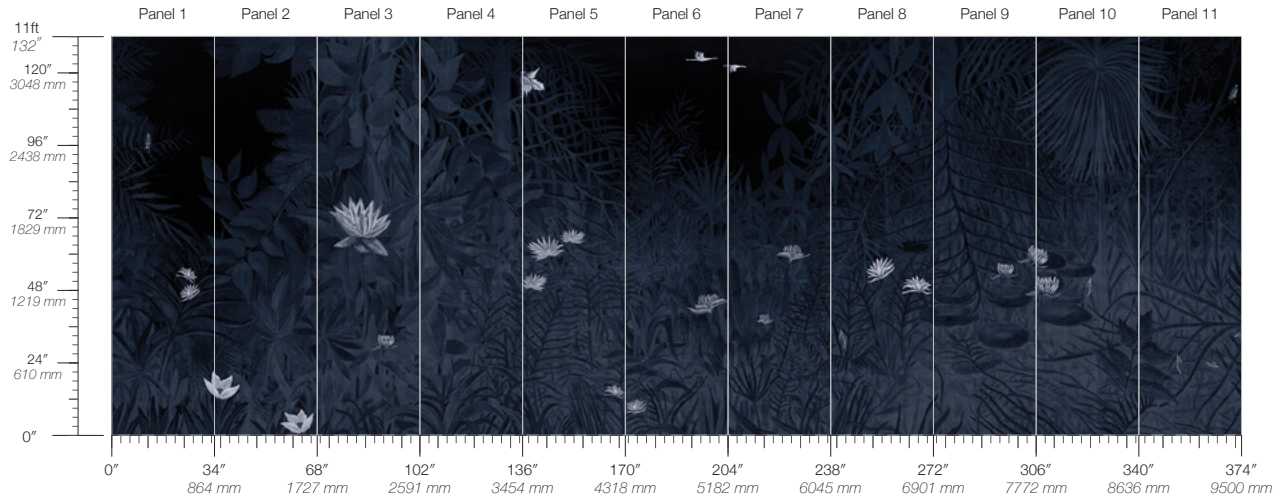 Panel 1 Panel 2 Panel 3 Panel 4 Panel 5 Panel 6 Panel 7 Panel 8 Panel 9 Panel 10 Panel 11
11ft
132″
120″
3048 mm
96″
2438 mm
72″
1829 mm
48″
1219 mm
24″
610 mm
0″
0″ 34″ 68″ 102″ 136″ 170″ 204″ 238″ 272″ 306″ 340″ 374″
864 mm 1727 mm 2591 mm 3454 mm 4318 mm 5182 mm 6045 mm 6901 mm 7772 mm 8636 mm 9500 mm